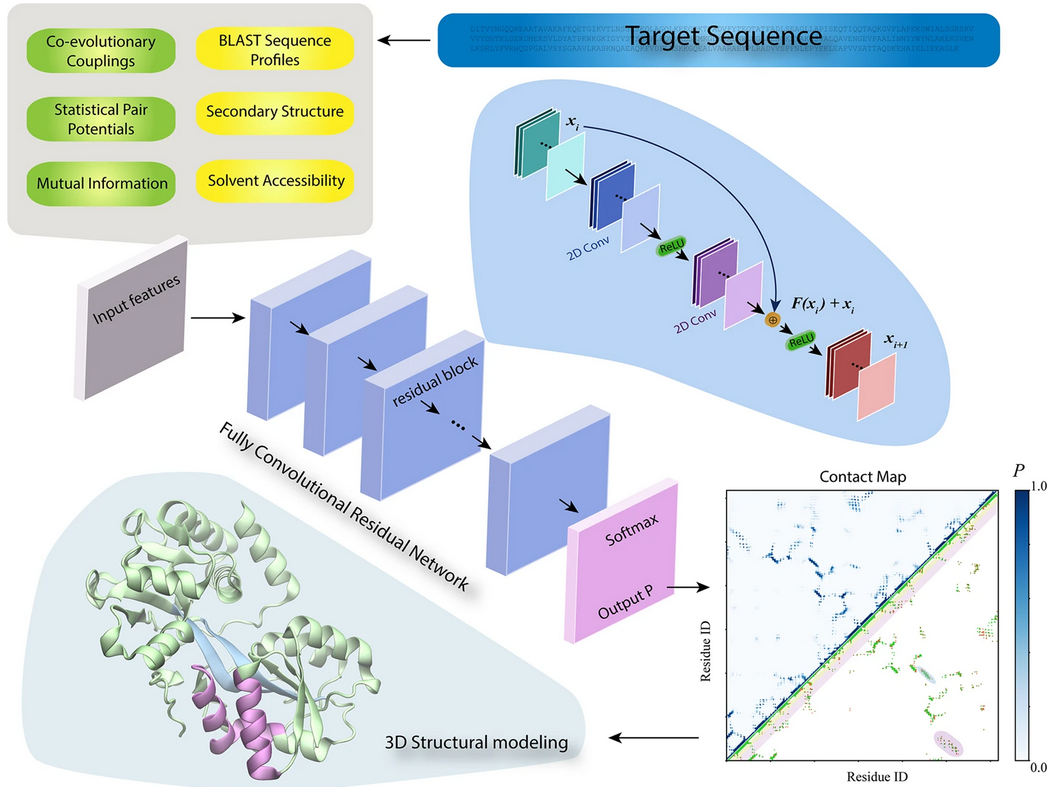 Target Sequence
Co-evolutionary
Couplings
BLAST Sequence
Profiles
Statistical Pair
Potentials
Secondary Structure
Mutual Information
Solvent Accessibility
x_i
2D Conv
ReLU
2D Conv
F(x_i) + x_i
ReLU
x_{i+1}
Input features
residual block
...
Fully Convolutional Residual Network
Softmax
Output P
Contact Map
P
1.0
0.0
Residue ID
Residue ID
3D Structural modeling